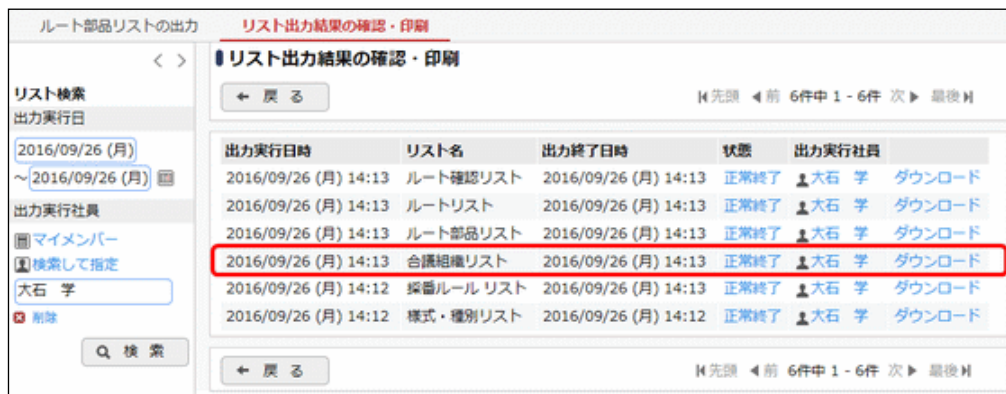 ルート部品リストの出力 リスト出力結果の確認・印刷
リスト検索
出力実行日
2016/09/26 (月)
～2016/09/26 (月)
出力実行社員
マイメンバー
検索して指定
大石 学
削除
検 索
リスト出力結果の確認・印刷
戻 る 先頭 前 6件中 1 - 6件 次 最後
出力実行日時 リスト名 出力終了日時 状態 出力実行社員
2016/09/26 (月) 14:13 ルート確認リスト 2016/09/26 (月) 14:13 正常終了 大石 学 ダウンロード
2016/09/26 (月) 14:13 ルートリスト 2016/09/26 (月) 14:13 正常終了 大石 学 ダウンロード
2016/09/26 (月) 14:13 ルート部品リスト 2016/09/26 (月) 14:13 正常終了 大石 学 ダウンロード
2016/09/26 (月) 14:13 合議組織リスト 2016/09/26 (月) 14:13 正常終了 大石 学 ダウンロード
2016/09/26 (月) 14:12 採番ルール リスト 2016/09/26 (月) 14:13 正常終了 大石 学 ダウンロード
2016/09/26 (月) 14:12 様式・種別リスト 2016/09/26 (月) 14:12 正常終了 大石 学 ダウンロード
戻 る 先頭 前 6件中 1 - 6件 次 最後